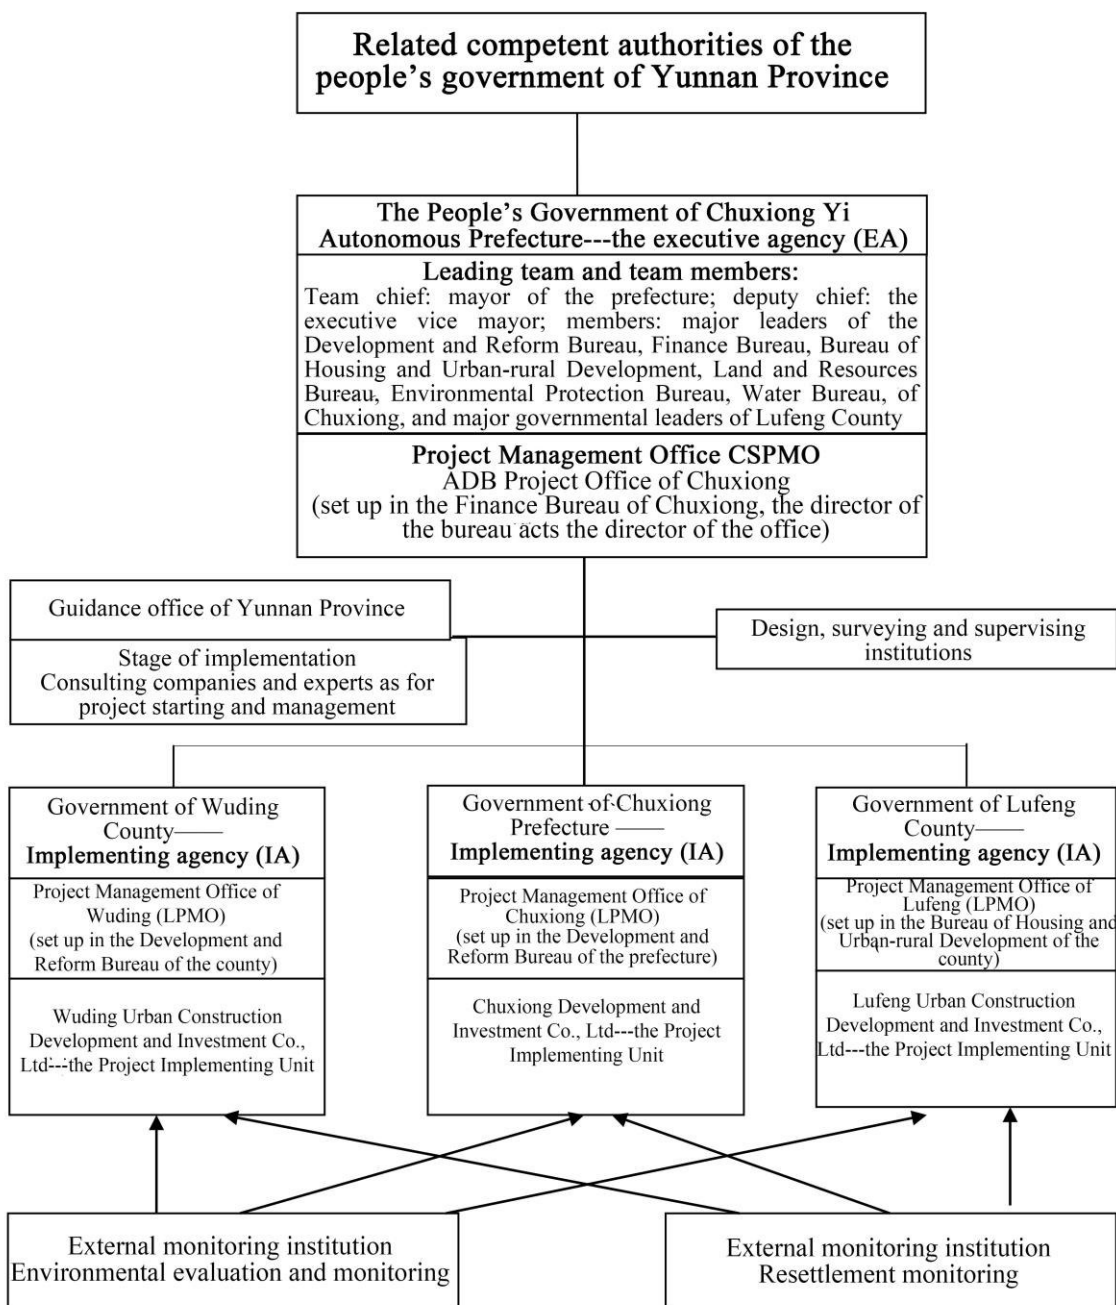 Related competent authorities of the
people's government of Yunnan Province
The People's Government of Chuxiong Yi
Autonomous Prefecture---the executive agency (EA)
Leading team and team members:
Team chief: mayor of the prefecture; deputy chief: the
executive vice mayor; members: major leaders of the
Development and Reform Bureau, Finance Bureau, Bureau of
Housing and Urban-rural Development, Land and Resources
Bureau, Environmental Protection Bureau, Water Bureau, of
Chuxiong, and major governmental leaders of Lufeng County
Project Management Office CSPMO
ADB Project Office of Chuxiong
(set up in the Finance Bureau of Chuxiong, the director of
the bureau acts the director of the office)
Guidance office of Yunnan Province
Stage of implementation
Consulting companies and experts as for
project starting and management
Design, surveying and supervising
institutions
Government of Wuding
County——
Implementing agency (IA)
Project Management Office of
Wuding (LPMO)
(set up in the Development and
Reform Bureau of the county)
Wuding Urban Construction
Development and Investment Co.,
Ltd---the Project Implementing Unit
Government of Chuxiong
Prefecture ——
Implementing agency (IA)
Project Management Office of
Chuxiong (LPMO)
(set up in the Development and
Reform Bureau of the prefecture)
Chuxiong Development and
Investment Co., Ltd---the Project
Implementing Unit
Government of Lufeng
County——
Implementing agency (IA)
Project Management Office of
Lufeng (LPMO)
(set up in the Bureau of Housing and
Urban-rural Development of the
county)
Lufeng Urban Construction
Development and Investment Co.,
Ltd---the Project Implementing Unit
External monitoring institution
Environmental evaluation and monitoring
External monitoring institution
Resettlement monitoring